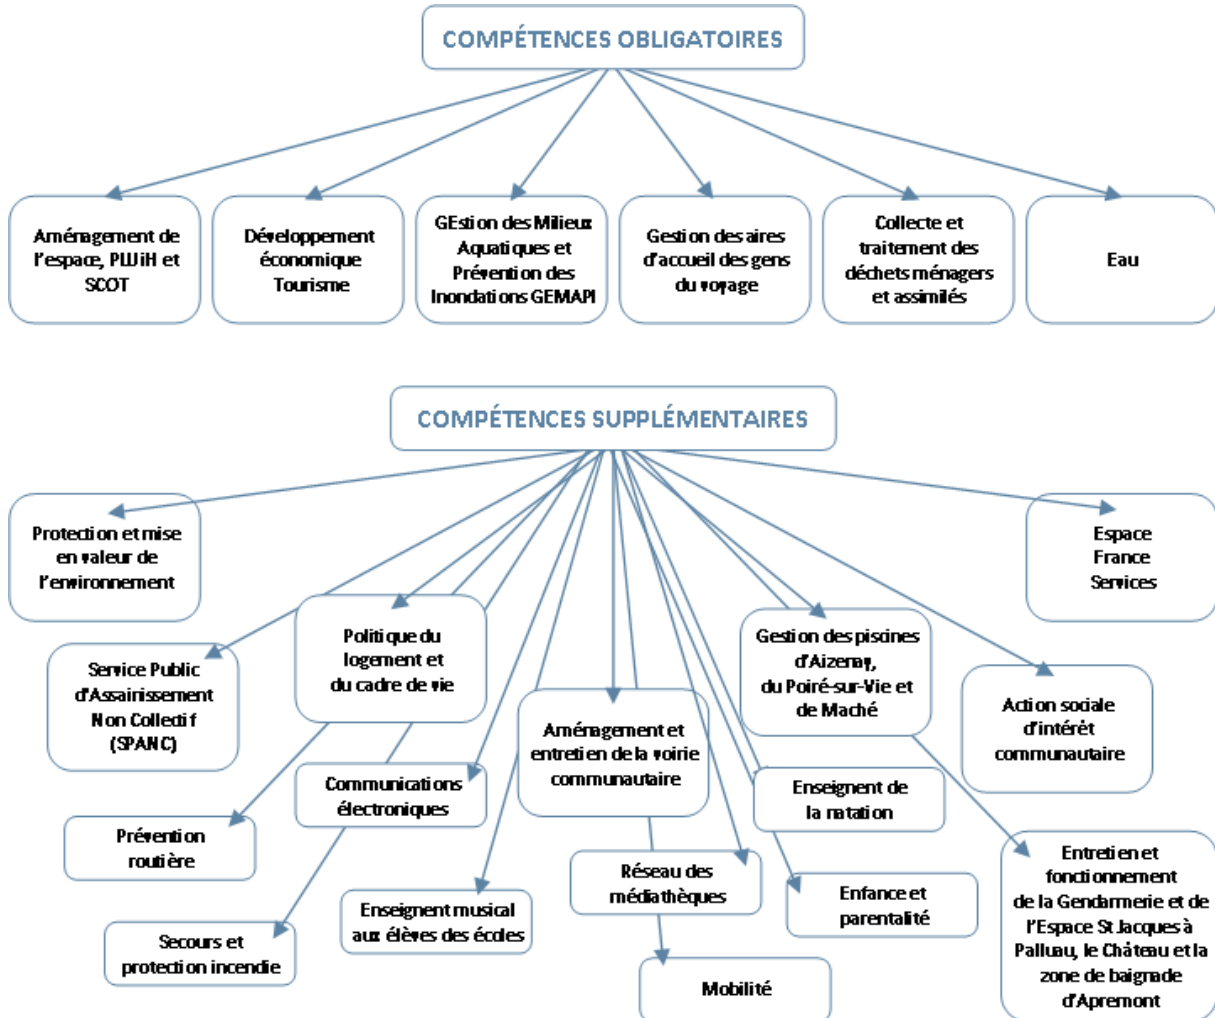 COMPÉTENCES OBLIGATOIRES
Aménagement de
l'espace, PLUiH et
SCOT
Développement
économique
Tourisme
GEstion des Milieux
Aquatiques et
Prévention des
Inondations GEMAPI
Gestion des aires
d'accueil des gens
du voyage
Collecte et
traitement des
déchets ménagers
et assimilés
Eau
COMPÉTENCES SUPPLÉMENTAIRES
Protection et mise
en valeur de
l'environnement
Espace
France
Services
Service Public
d'Assainissement
Non Collectif
(SPANC)
Politique du
logement et
du cadre de vie
Gestion des piscines
d'Aizenay,
du Poiré-sur-Vie et
de Maché
Action sociale
d'intérêt
communautaire
Aménagement et
entretien de la voirie
communautaire
Communications
électroniques
Enseignent de
la natation
Prévention
routière
Réseau des
médiathèques
Enfance et
parentalité
Entretien et
fonctionnement
de la Gendarmerie et de
l'Espace St Jacques à
Palluau, le Château et la
zone de baignade
d'Apremont
Enseignent musical
aux élèves des écoles
Secours et
protection incendie
Mobilité